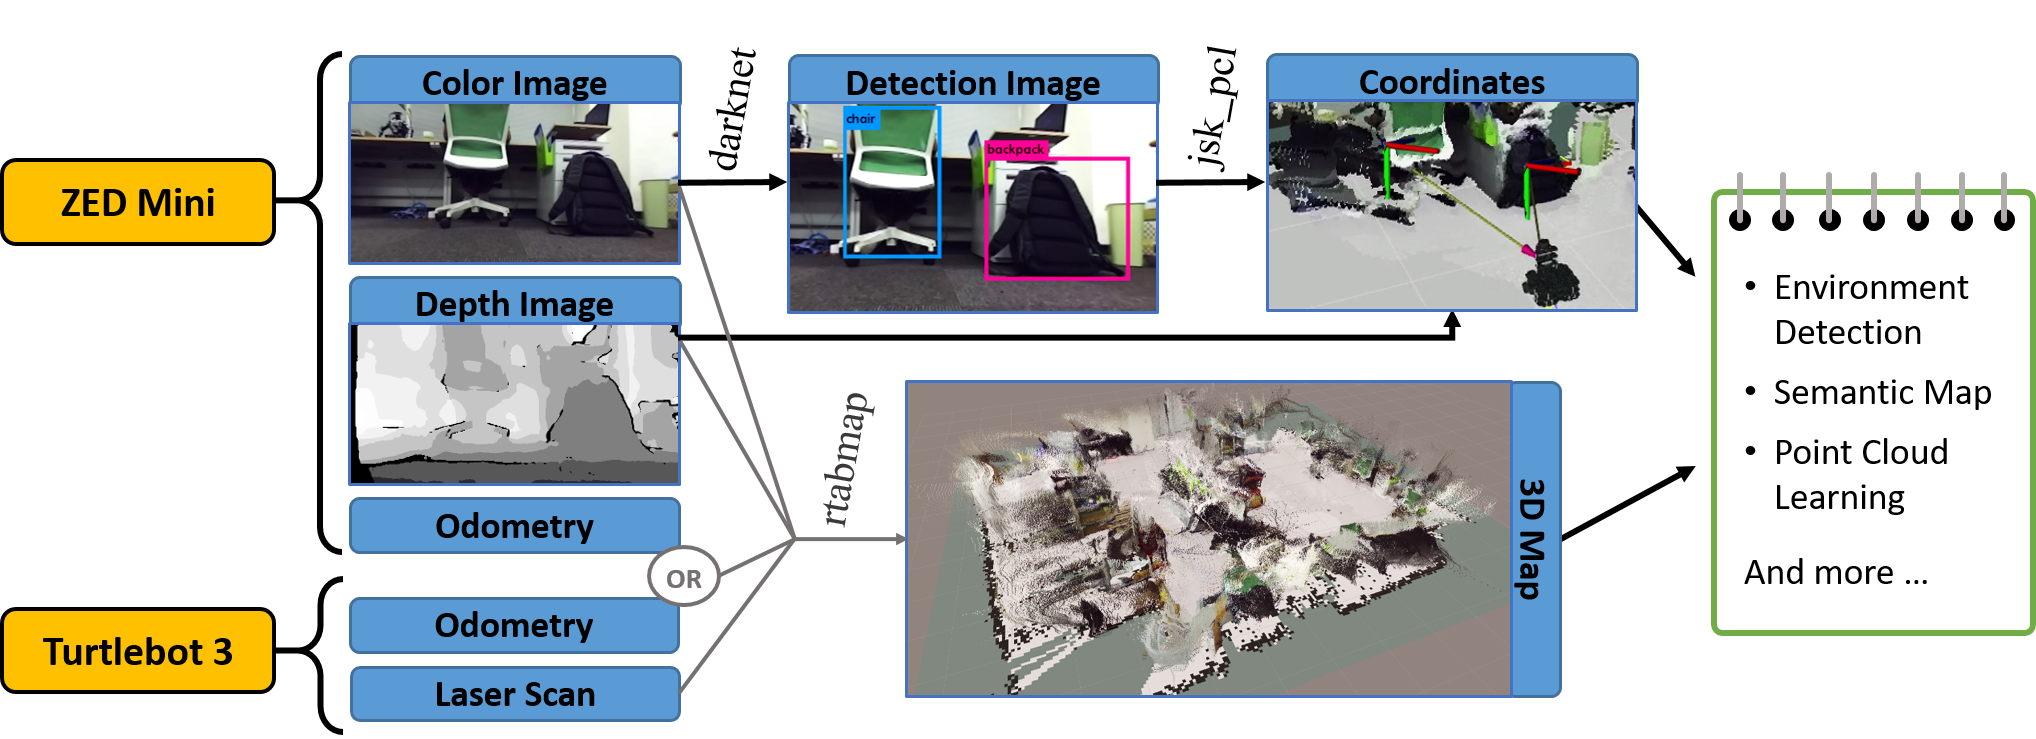 ZED Mini
Turtlebot 3
Color Image
Depth Image
Odometry
OR
Odometry
Laser Scan
darknet
Detection Image
chair
backpack
jsk_pcl
Coordinates
rtabmap
3D Map
• Environment
Detection
• Semantic Map
• Point Cloud
Learning
And more ...